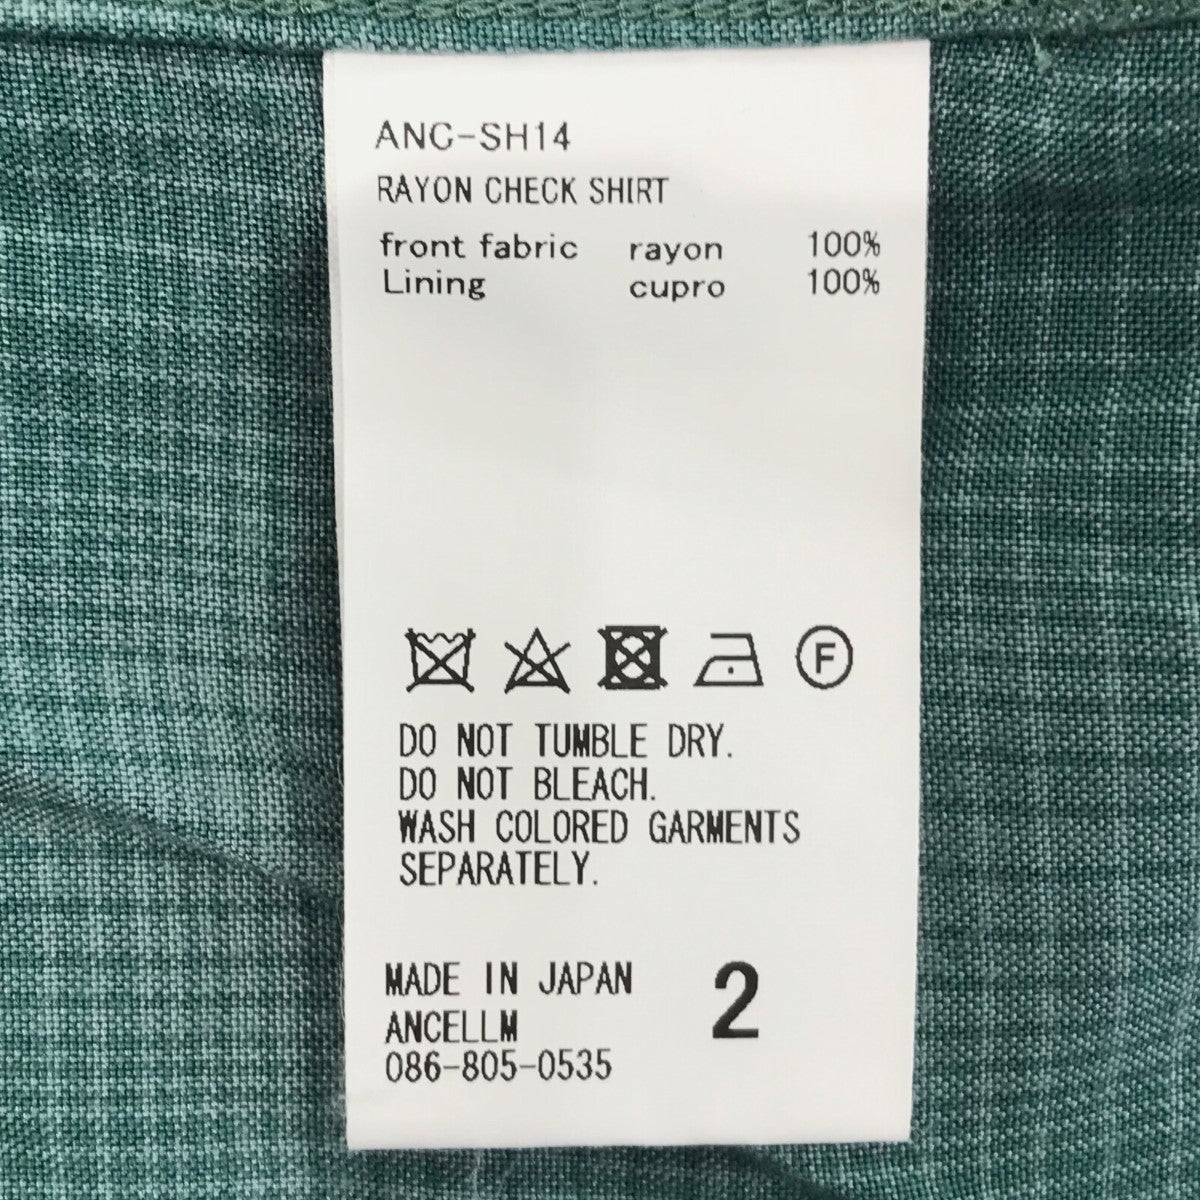 ANC-SH14
RAYON CHECK SHIRT
front fabric rayon 100%
Lining cupro 100%
F
DO NOT TUMBLE DRY.
DO NOT BLEACH.
WASH COLORED GARMENTS
SEPARATELY.
MADE IN JAPAN
ANCELLM
086-805-0535
2